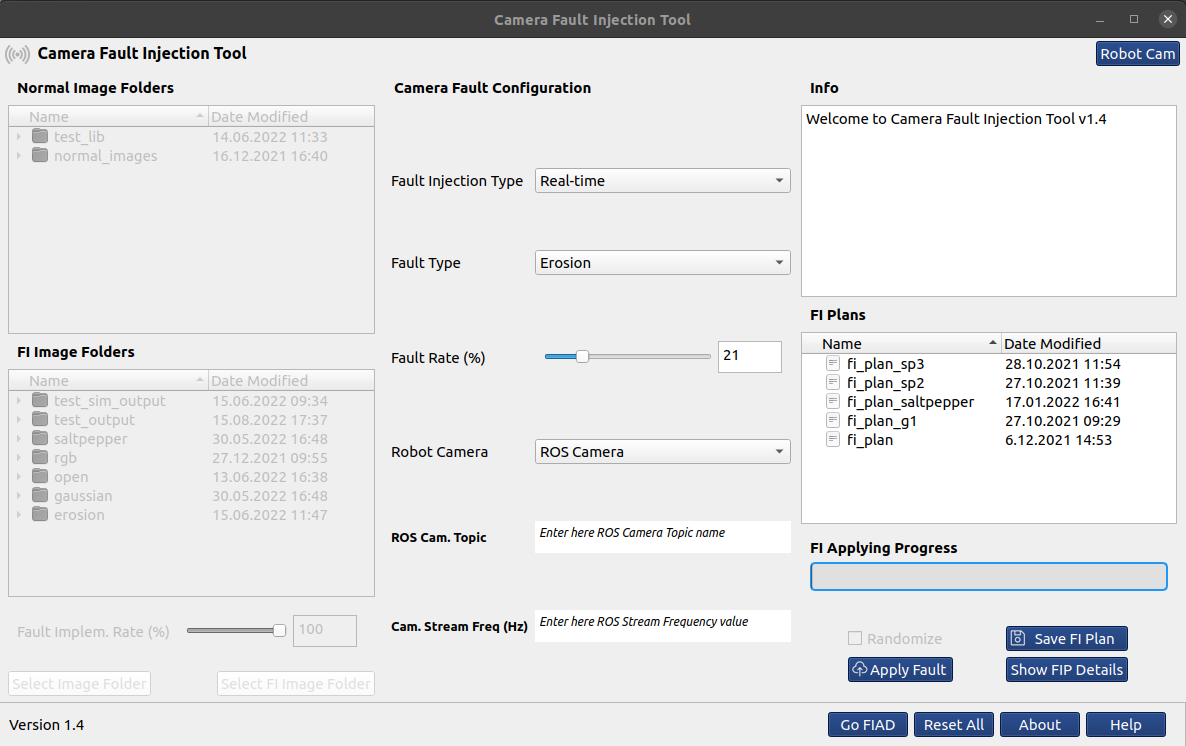 Camera Fault Injection Tool
Camera Fault Injection Tool
Robot Cam
Normal Image Folders
Name Date Modified
test_lib 14.06.2022 11:33
normal_images 16.12.2021 16:40
FI Image Folders
Name Date Modified
test_sim_output 15.06.2022 09:34
test_output 15.08.2022 17:37
saltpepper 30.05.2022 16:48
rgb 27.12.2021 09:55
open 13.06.2022 16:38
gaussian 30.05.2022 16:48
erosion 15.06.2022 11:47
Fault Implem. Rate (%) 100
Select Image Folder Select FI Image Folder
Camera Fault Configuration
Fault Injection Type Real-time
Fault Type Erosion
Fault Rate (%) 21
Robot Camera ROS Camera
ROS Cam. Topic Enter here ROS Camera Topic name
Cam. Stream Freq (Hz) Enter here ROS Stream Frequency value
Info
Welcome to Camera Fault Injection Tool v1.4
FI Plans
Name Date Modified
fi_plan_sp3 28.10.2021 11:54
fi_plan_sp2 27.10.2021 11:39
fi_plan_saltpepper 17.01.2022 16:41
fi_plan_g1 27.10.2021 09:29
fi_plan 6.12.2021 14:53
FI Applying Progress
Randomize Save FI Plan
Apply Fault Show FIP Details
Version 1.4 Go FIAD Reset All About Help